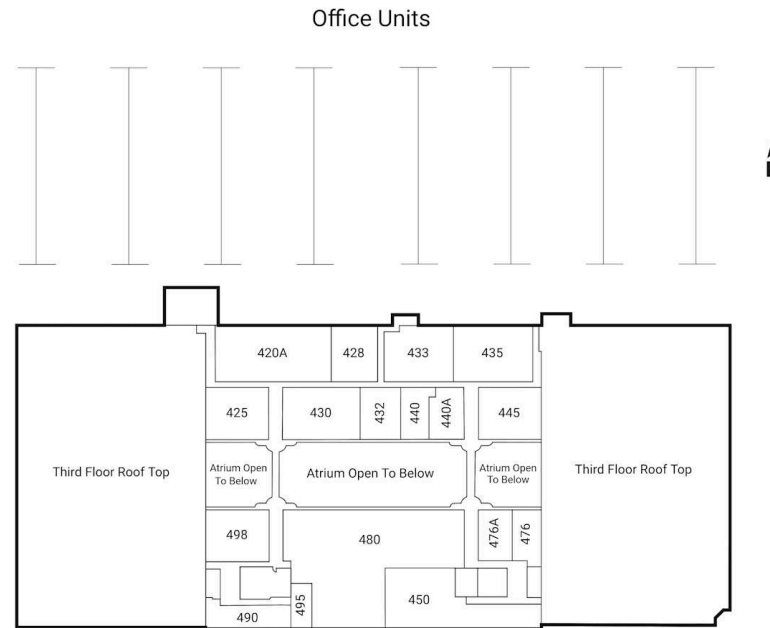 Office Units
420A
428
433
435
425
430
432
440
440A
445
Third Floor Roof Top
Atrium Open
To Below
Atrium Open To Below
Atrium Open
To Below
Third Floor Roof Top
498
480
476A
476
490
495
450